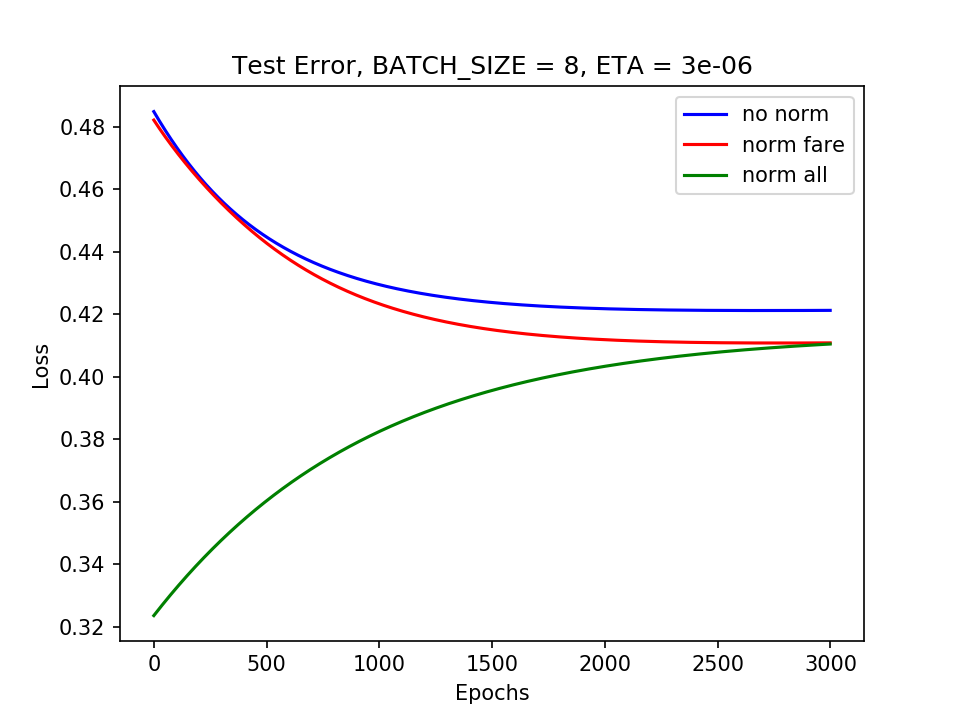 Test Error, BATCH_SIZE = 8, ETA = 3e-06
no norm
norm fare
norm all
0.48
0.46
0.44
0.42
0.40
0.38
0.36
0.34
0.32
Loss
0
500
1000
1500
2000
2500
3000
Epochs